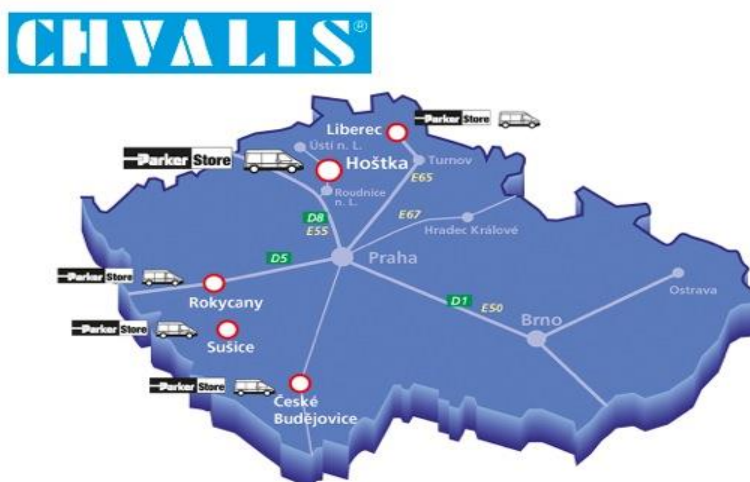 CHVALIS®
Parker Store
Liberec
Ústí n. L.
Turnov
Parker Store
Hoštka
E65
Roudnice
n. L.
D8
E55
E67
Hradec Králové
Praha
Parker Store
D5
Rokycany
Ostrava
D1
E50
Brno
Parker Store
Sušice
Parker Store
České
Budějovice